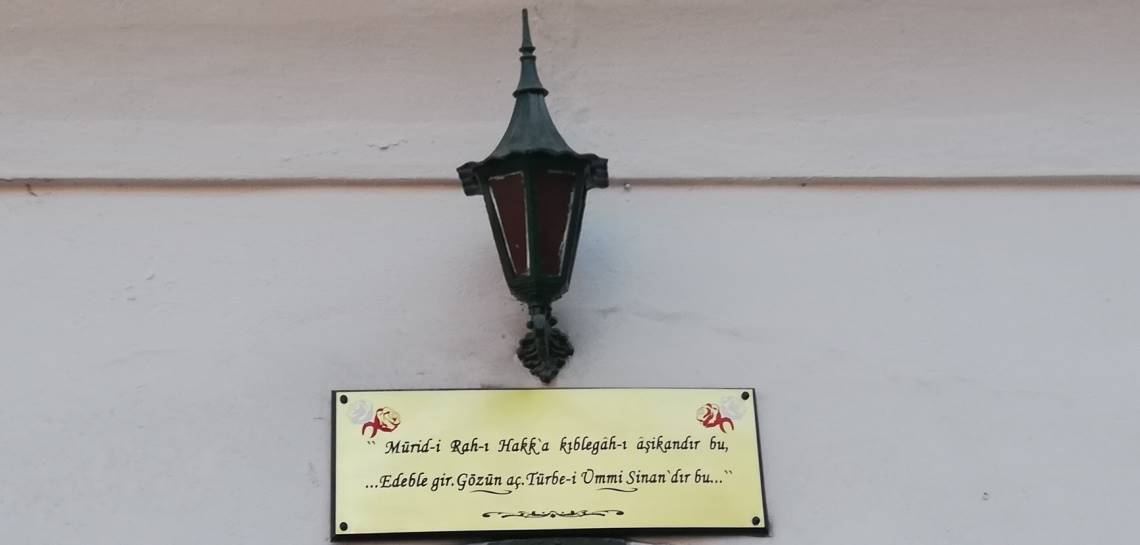 “ Mürid-i Rah-ı Hakk`a kıblegâh-ı âşikandır bu,
...Edeble gir.Gözün aç.Türbe-i Ümmi Sinan`dır bu...”